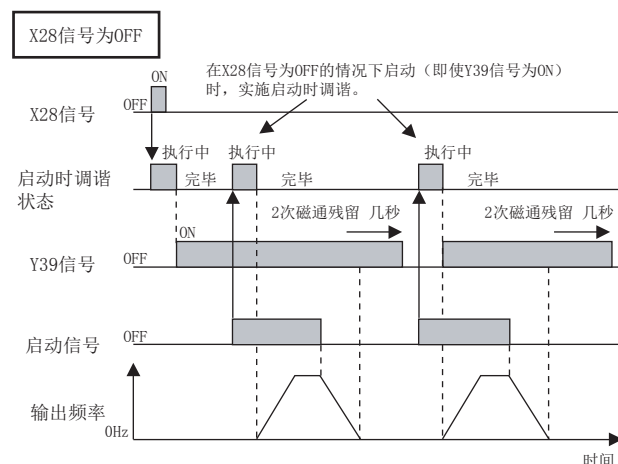 X28信号为OFF
在X28信号为OFF的情况下启动（即使Y39信号为ON）
时，实施启动时调谐。
ON
X28信号
OFF
执行中
执行中
执行中
启动时调谐
状态
完毕
完毕
完毕
2次磁通残留 几秒
2次磁通残留 几秒
ON
Y39信号
OFF
启动信号
OFF
输出频率
0Hz
时间